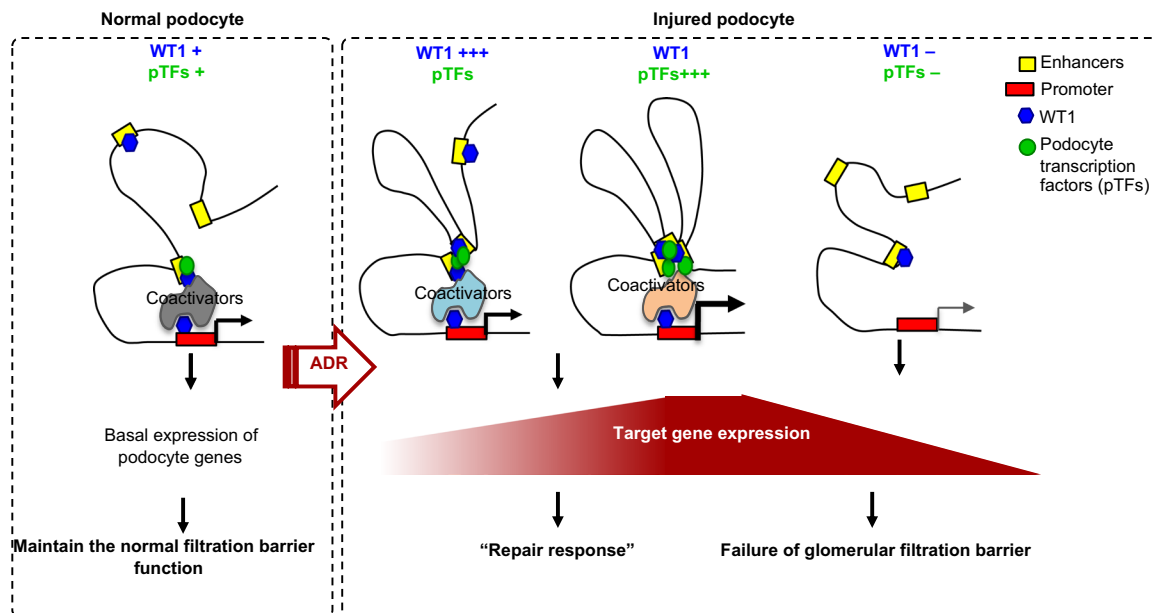 Normal podocyte
Injured podocyte
WT1 +
pTFs +
WT1 +++
pTFs
WT1
pTFs+++
WT1 –
pTFs –
Enhancers
Promoter
WT1
Podocyte
transcription
factors (pTFs)
Coactivators
Coactivators
Coactivators
ADR
Basal expression of
podocyte genes
Target gene expression
Maintain the normal filtration barrier
function
“Repair response”
Failure of glomerular filtration barrier